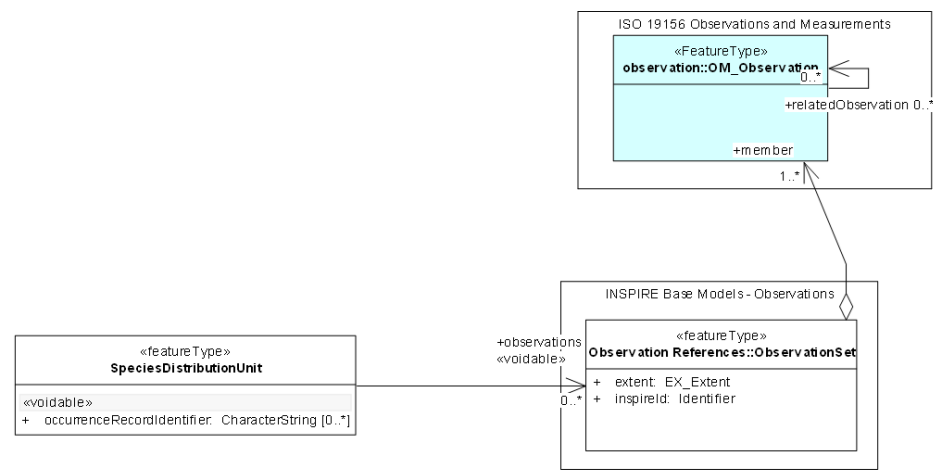 ISO 19156 Observations and Measurements
«FeatureType»
observation::OM_Observation
0..*
+relatedObservation 0..*
+member
1..*
INSPIRE Base Models - Observations
«featureType»
Observation References::ObservationSet
+ extent: EX_Extent
+ inspireId: Identifier
+observations
«voidable»
0..*
«featureType»
SpeciesDistributionUnit
«voidable»
+ occurrenceRecordIdentifier: CharacterString [0..*]